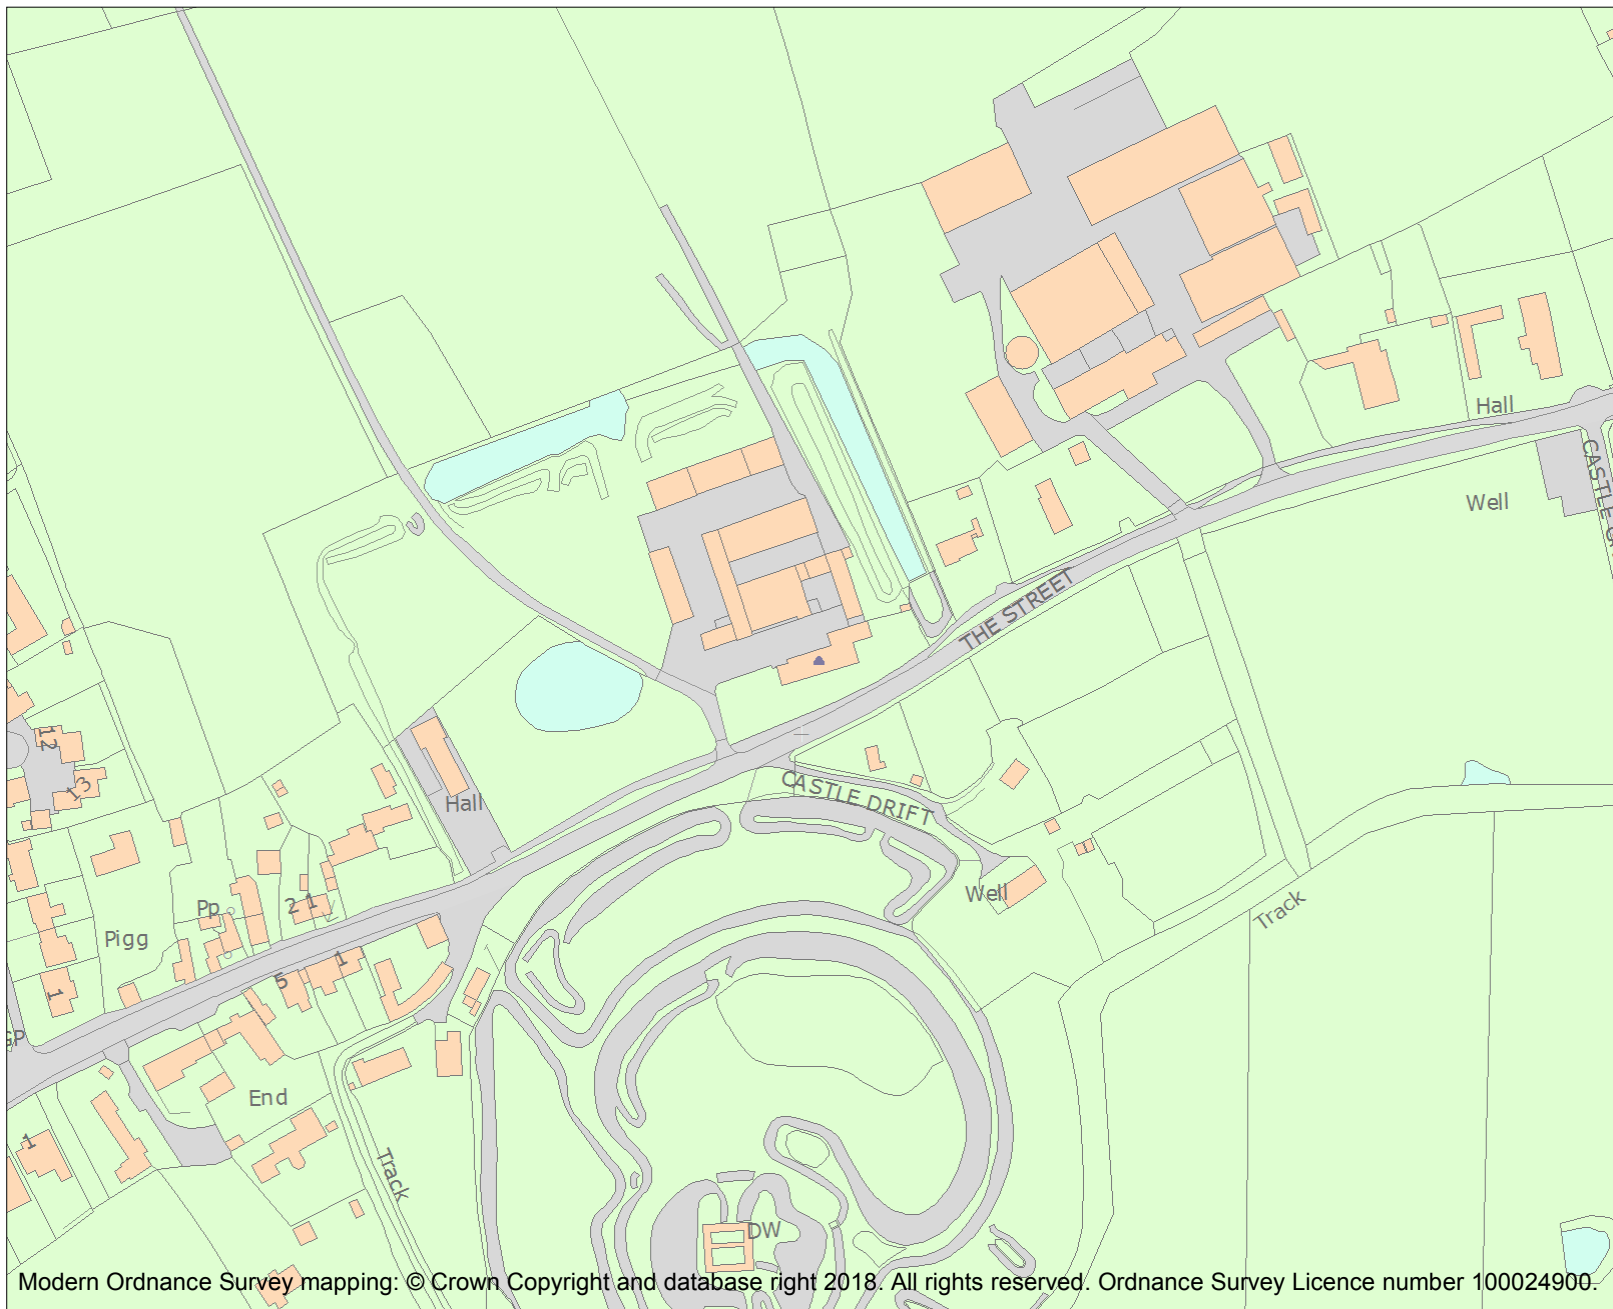 Hall
CASTLE
Well
THE STREET
12
13
CASTLE DRIFT
Hall
Well
Pp
2 1
Track
Pigg
1
5
1
GP
End
1
Track
DW
Modern Ordnance Survey mapping: © Crown Copyright and database right 2018. All rights reserved. Ordnance Survey Licence number 100024900.